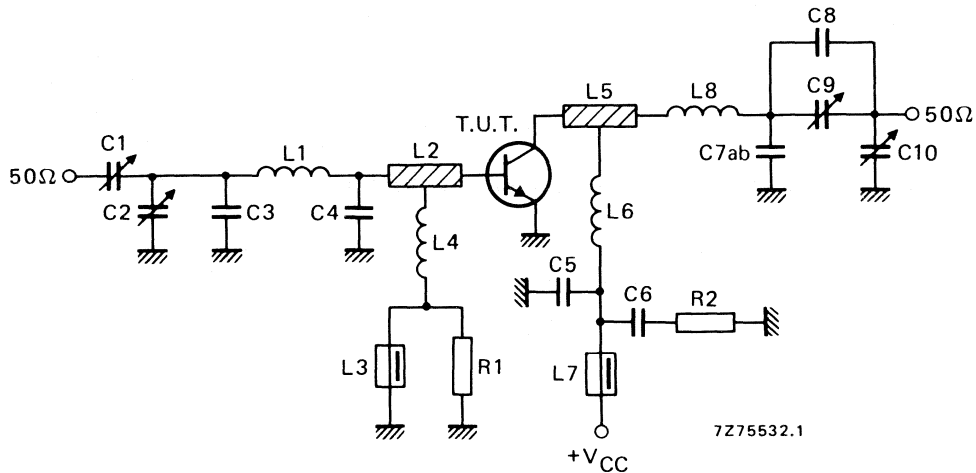 C8
C9
L5
L8
50Ω
T.U.T.
C7ab
C10
C1
L1
L2
50Ω
C2
C3
C4
L4
L6
C5
C6
R2
L3
R1
L7
+VCC
7Z75532.1